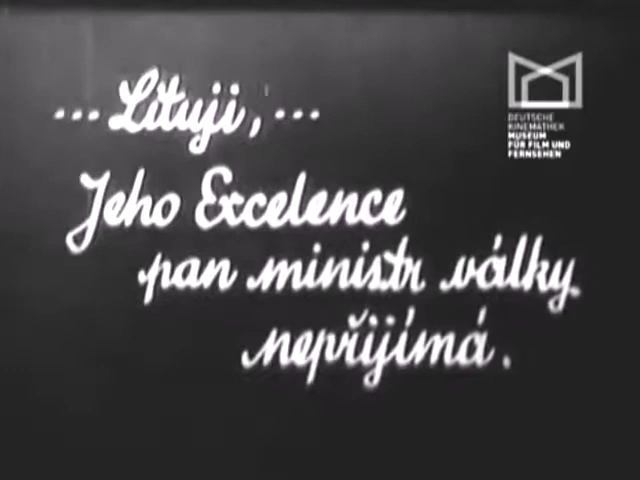 ... Lituji, ...
Jeho Excelence
pan ministr války
nepřijímá.
DEUTSCHE
KINEMATHEK
MUSEUM
FÜR FILM UND
FERNSEHEN